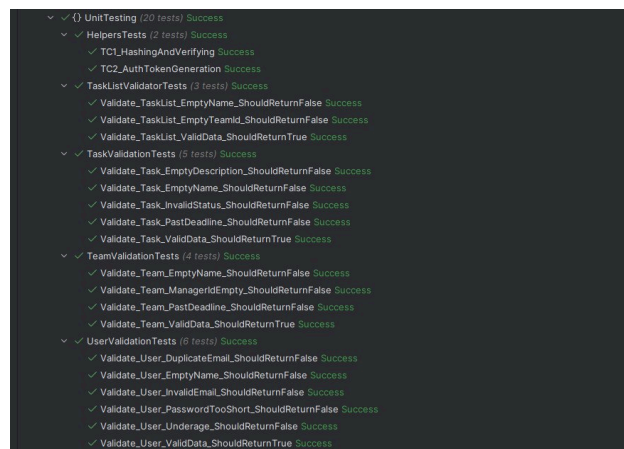 {} UnitTesting (20 tests) Success
HelpersTests (2 tests) Success
TC1_HashingAndVerifying Success
TC2_AuthTokenGeneration Success
TaskListValidatorTests (3 tests) Success
Validate_TaskList_EmptyName_ShouldReturnFalse Success
Validate_TaskList_EmptyTeamId_ShouldReturnFalse Success
Validate_TaskList_ValidData_ShouldReturnTrue Success
TaskValidationTests (5 tests) Success
Validate_Task_EmptyDescription_ShouldReturnFalse Success
Validate_Task_EmptyName_ShouldReturnFalse Success
Validate_Task_InvalidStatus_ShouldReturnFalse Success
Validate_Task_PastDeadline_ShouldReturnFalse Success
Validate_Task_ValidData_ShouldReturnTrue Success
TeamValidationTests (4 tests) Success
Validate_Team_EmptyName_ShouldReturnFalse Success
Validate_Team_ManagerIdEmpty_ShouldReturnFalse Success
Validate_Team_PastDeadline_ShouldReturnFalse Success
Validate_Team_ValidData_ShouldReturnTrue Success
UserValidationTests (6 tests) Success
Validate_User_DuplicateEmail_ShouldReturnFalse Success
Validate_User_EmptyName_ShouldReturnFalse Success
Validate_User_InvalidEmail_ShouldReturnFalse Success
Validate_User_PasswordTooShort_ShouldReturnFalse Success
Validate_User_Underage_ShouldReturnFalse Success
Validate_User_ValidData_ShouldReturnTrue Success